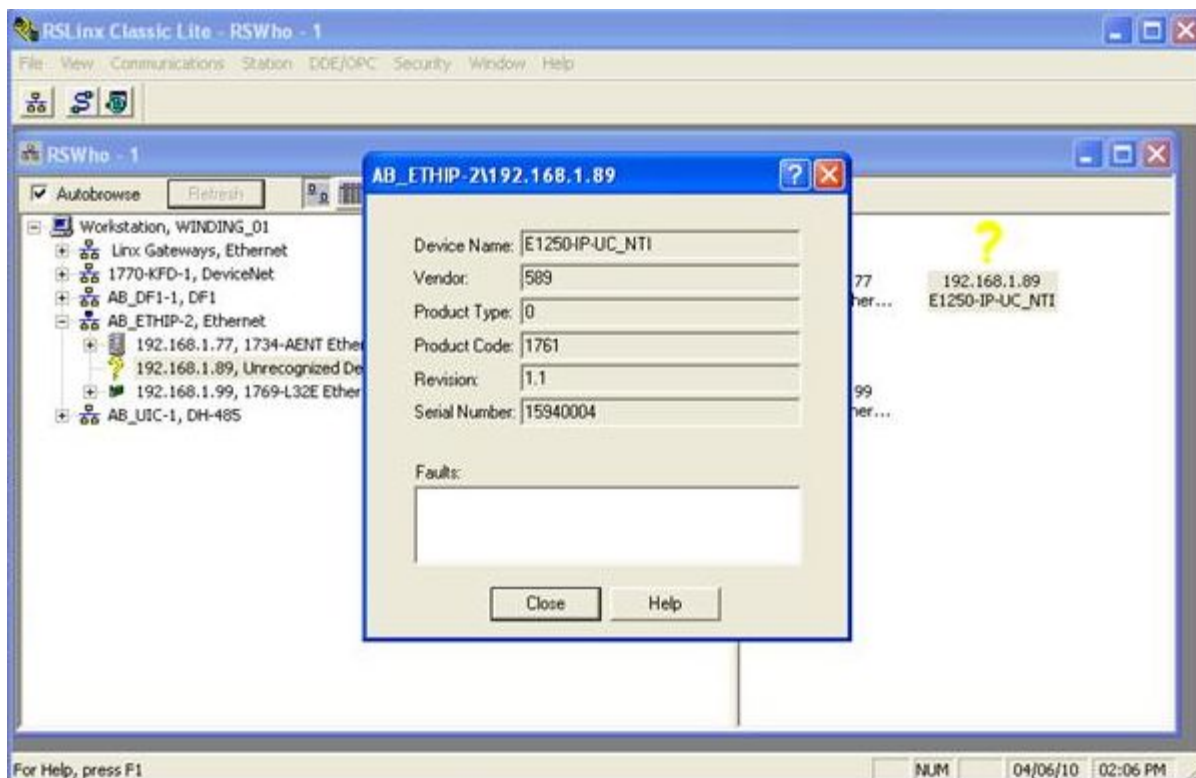 RSLinx Classic Lite - RSWho - 1
File View Communications Station DDE/OPC Security Window Help
RSWho - 1
Autobrowse Refresh
Workstation, WINDING_01
Linx Gateways, Ethernet
1770-KFD-1, DeviceNet
AB_DF1-1, DF1
AB_ETHIP-2, Ethernet
192.168.1.77, 1734-AENT Ether
192.168.1.89, Unrecognized De
192.168.1.99, 1769-L32E Ether
AB_UIC-1, DH-485
AB_ETHIP-2\192.168.1.89
Device Name: E1250-IP-UC_NTI
Vendor: 589
Product Type: 0
Product Code: 1761
Revision: 1.1
Serial Number: 15940004
Faults:
Close Help
77
her...
192.168.1.89
E1250-IP-UC_NTI
99
her...
For Help, press F1
NUM 04/06/10 02:06 PM